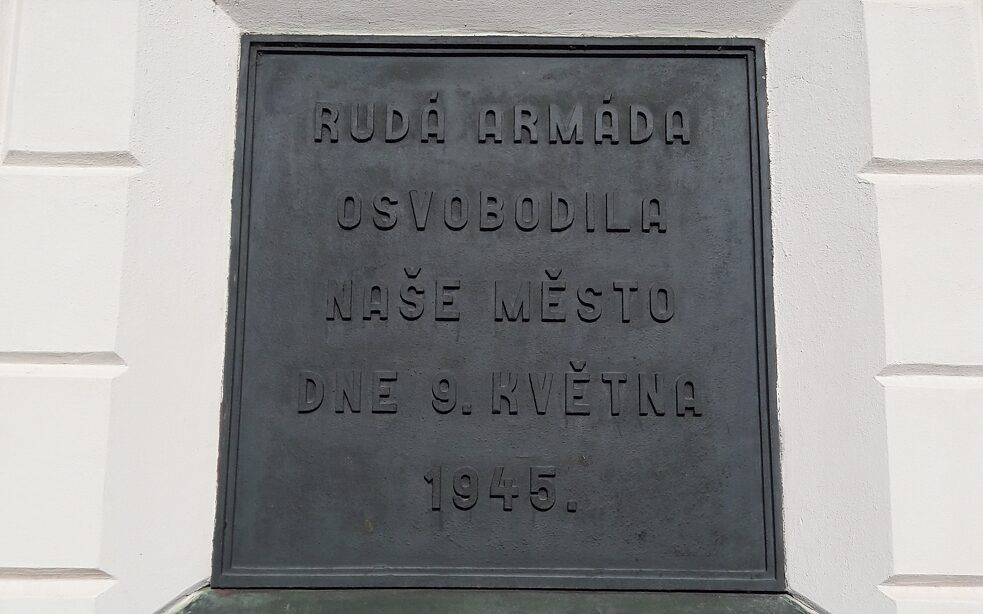 RUDÁ ARMÁDA
OSVOBODILA
NAŠE MĚSTO
DNE 9. KVĚTNA
1945.